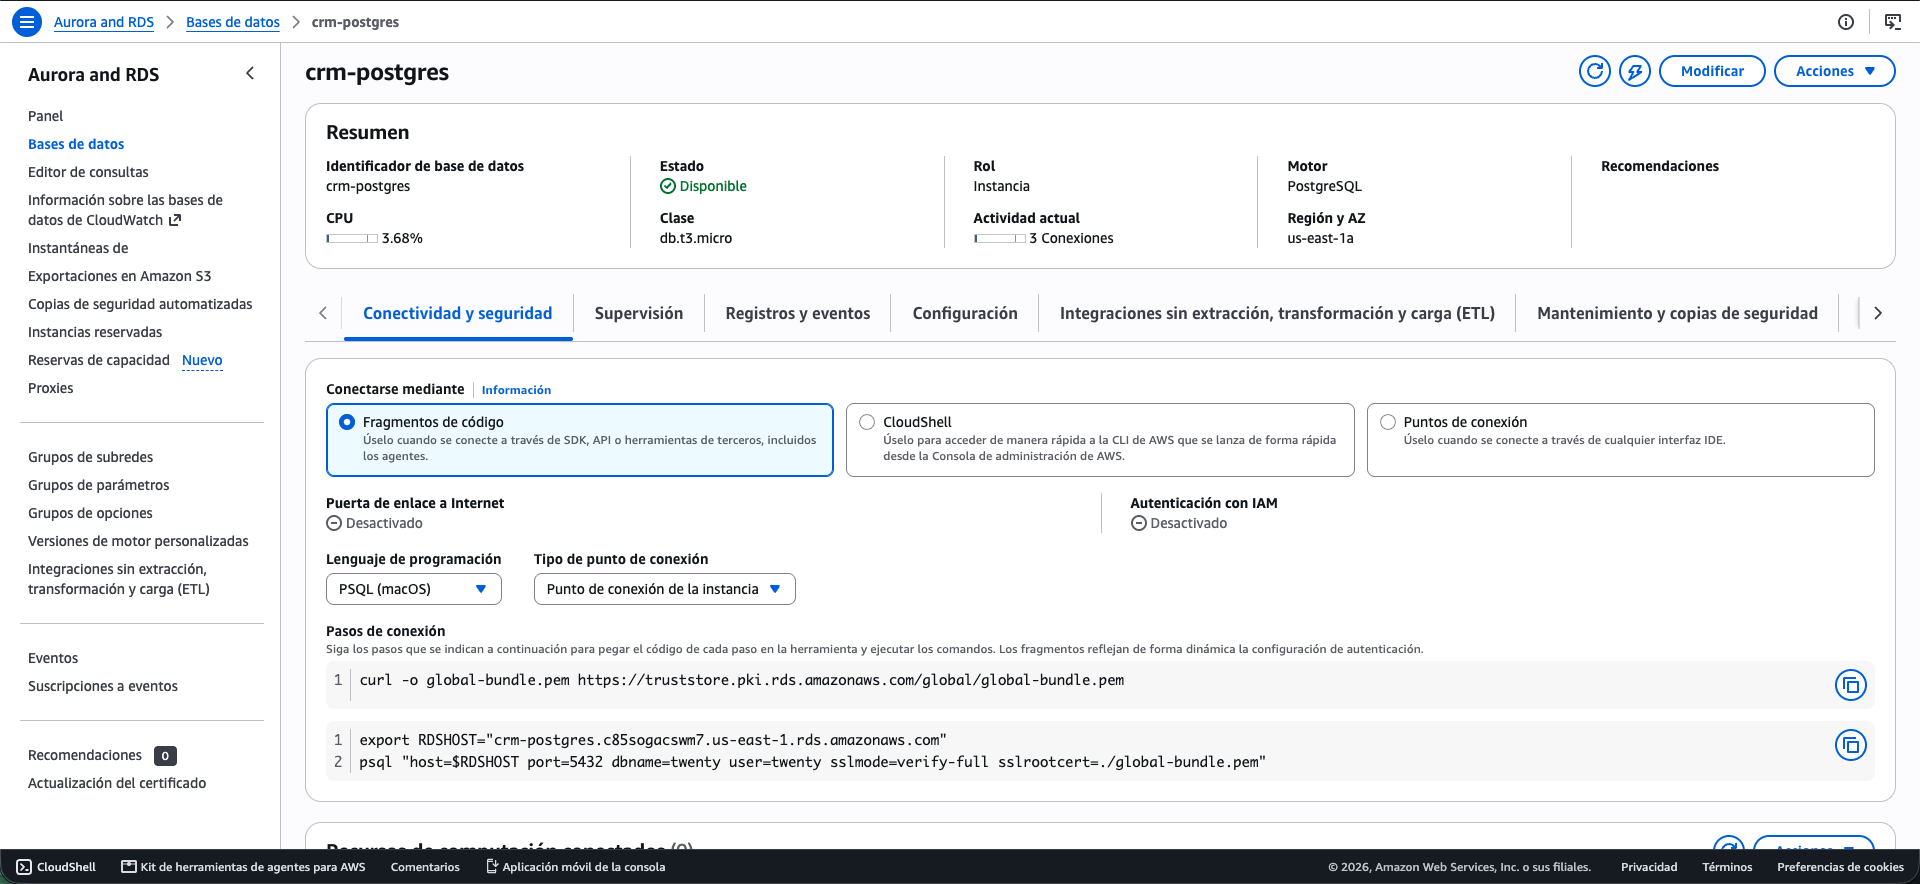 Aurora and RDS > Bases de datos > crm-postgres
Aurora and RDS
Panel
Bases de datos
Editor de consultas
Información sobre las bases de
datos de CloudWatch
Instantáneas de
Exportaciones en Amazon S3
Copias de seguridad automatizadas
Instancias reservadas
Reservas de capacidad Nuevo
Proxies
Grupos de subredes
Grupos de parámetros
Grupos de opciones
Versiones de motor personalizadas
Integraciones sin extracción,
transformación y carga (ETL)
Eventos
Suscripciones a eventos
Recomendaciones 0
Actualización del certificado
crm-postgres
Modificar
Acciones
Resumen
Identificador de base de datos
crm-postgres
CPU
3.68%
Estado
Disponible
Clase
db.t3.micro
Rol
Instancia
Actividad actual
3 Conexiones
Motor
PostgreSQL
Región y AZ
us-east-1a
Recomendaciones
Conectividad y seguridad
Supervisión
Registros y eventos
Configuración
Integraciones sin extracción, transformación y carga (ETL)
Mantenimiento y copias de seguridad
Conectarse mediante Información
Fragmentos de código
Úselo cuando se conecte a través de SDK, API o herramientas de terceros, incluidos
los agentes.
CloudShell
Úselo para acceder de manera rápida a la CLI de AWS que se lanza de forma rápida
desde la Consola de administración de AWS.
Puntos de conexión
Úselo cuando se conecte a través de cualquier interfaz IDE.
Puerta de enlace a Internet
Desactivado
Autenticación con IAM
Desactivado
Lenguaje de programación
PSQL (macOS)
Tipo de punto de conexión
Punto de conexión de la instancia
Pasos de conexión
Siga los pasos que se indican a continuación para pegar el código de cada paso en la herramienta y ejecutar los comandos. Los fragmentos reflejan de forma dinámica la configuración de autenticación.
1 curl -o global-bundle.pem https://truststore.pki.rds.amazonaws.com/global/global-bundle.pem
1 export RDSHOST="crm-postgres.c85sogacswm7.us-east-1.rds.amazonaws.com"
2 psql "host=$RDSHOST port=5432 dbname=twenty user=twenty sslmode=verify-full sslrootcert=./global-bundle.pem"
Recursos de computación conectados (0)
Acciones
CloudShell
Kit de herramientas de agentes para AWS
Comentarios
Aplicación móvil de la consola
© 2026, Amazon Web Services, Inc. o sus filiales.
Privacidad
Términos
Preferencias de cookies